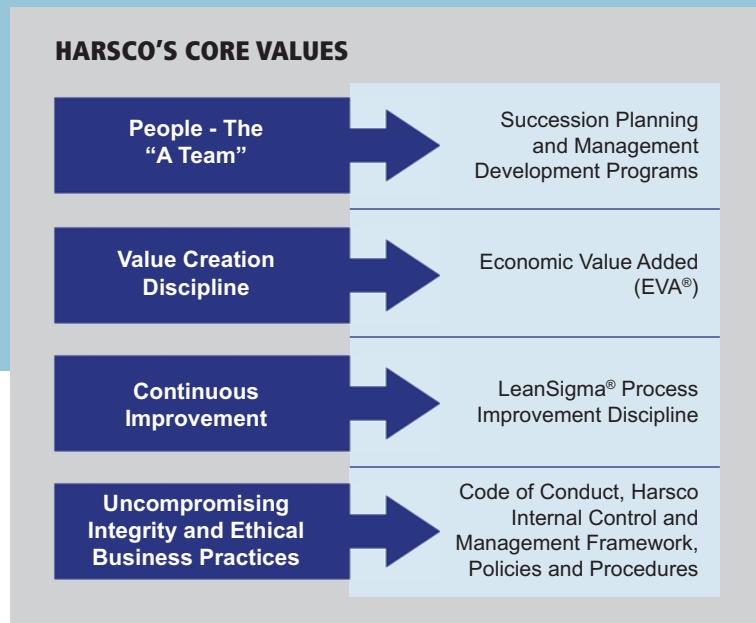 HARSCO'S CORE VALUES
People - The
“A Team”
Succession Planning
and Management
Development Programs
Value Creation
Discipline
Economic Value Added
(EVA®)
Continuous
Improvement
LeanSigma® Process
Improvement Discipline
Uncompromising
Integrity and Ethical
Business Practices
Code of Conduct, Harsco
Internal Control and
Management Framework,
Policies and Procedures